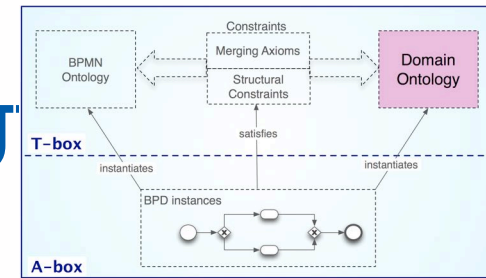 Constraints
BPMN
Ontology
Merging Axioms
Structural
Constraints
Domain
Ontology
T-box
satisfies
instantiates
instantiates
BPD instances
A-box